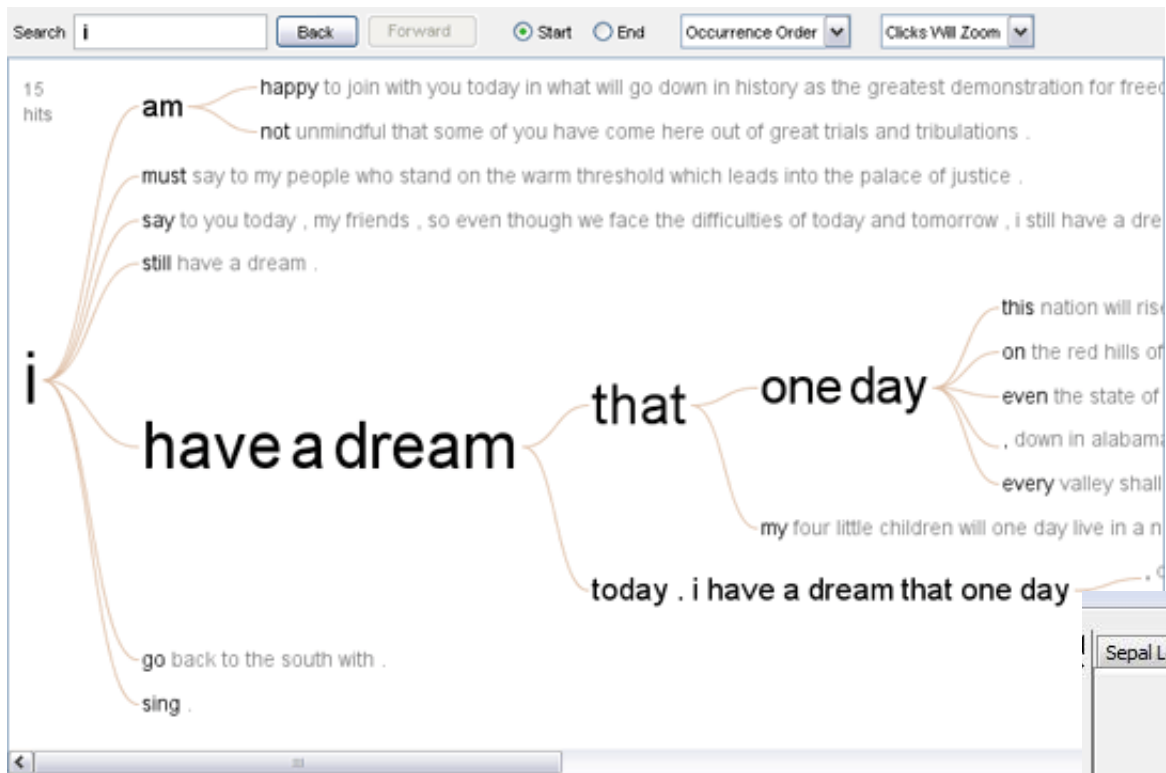 Search i Back Forward Start End Occurrence Order Clicks Will Zoom
15
hits
am
happy to join with you today in what will go down in history as the greatest demonstration for
not unmindful that some of you have come here out of great trials and tribulations .
must say to my people who stand on the warm threshold which leads into the palace of justice .
say to you today , my friends , so even though we face the difficulties of today and tomorrow , i still have a
still have a dream .
i
have a dream
that
one day
this nation will
on the red hills of
even the state of
, down in
every valley shall
my four little children will one day live in a
today . i have a dream that one day
,
go back to the south with .
sing .
Sepal